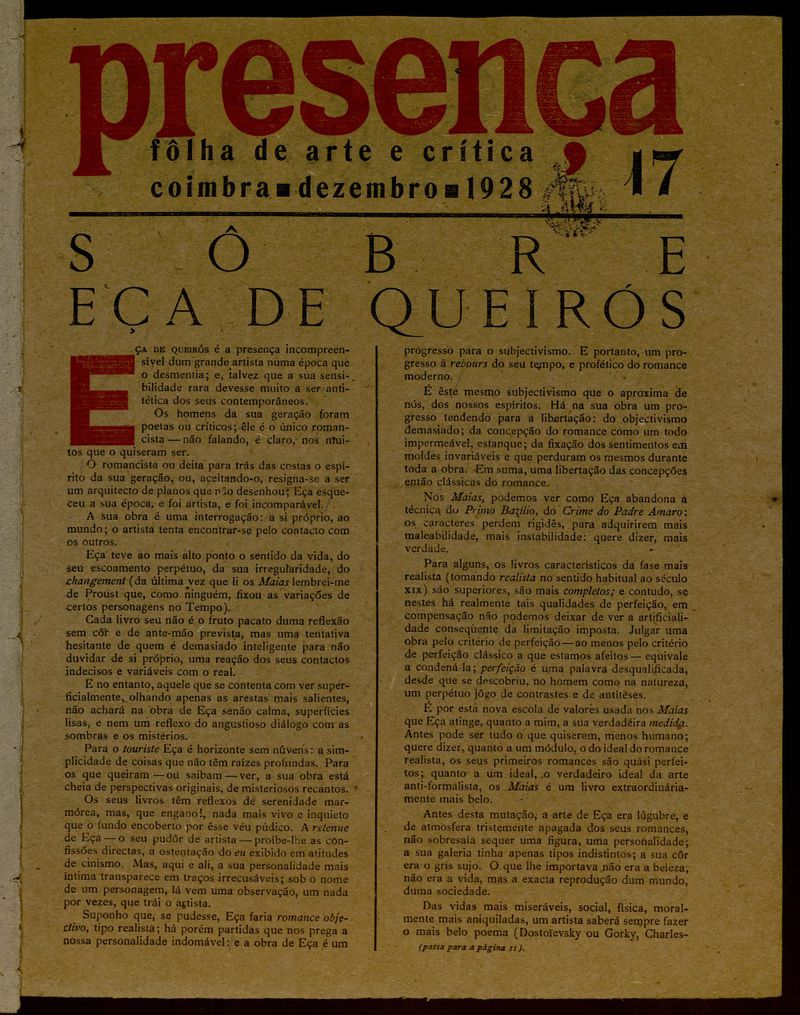 presença
fôlha de arte e crítica
coimbra dezembro 1928
17
SÔBRE
EÇA DE QUEIRÓS
EÇA DE QUEIRÓS é a presença incompreen-
sível dum grande artista numa época que
o desmentia; e, talvez que a sua sensi-
bilidade rara devesse muito a ser anti-
tética dos seus contemporâneos.
Os homens da sua geração foram
poetas ou críticos; êle é o único roman-
cista — não falando, é claro, nos mui-
tos que o quiseram ser.
O romancista ou deita para trás das costas o espí-
rito da sua geração, ou, aceitando-o, resigna-se a ser
um arquitecto de planos que não desenhou; Eça esque-
ceu a sua época, e foi artista, e foi incomparável.
A sua obra é uma interrogação: a si próprio, ao
mundo; o artista tenta encontrar-se pelo contacto com
os outros.
Eça teve ao mais alto ponto o sentido da vida, do
seu escoamento perpétuo, da sua irregularidade, do
changement (da última vez que li os Maias lembrei-me
de Proust que, como ninguém, fixou as variações de
certos personagens no Tempo).
Cada livro seu não é o fruto pacato duma reflexão
sem côr e de ante-mão prevista, mas uma tentativa
hesitante de quem é demasiado inteligente para não
duvidar de si próprio, uma reação dos seus contactos
indecisos e variáveis com o real.
E no entanto, aquele que se contenta com ver super-
ficialmente, olhando apenas as arestas mais salientes,
não achará na obra de Eça senão calma, superfícies
lisas, e nem um reflexo do angustioso diálogo com as
sombras e os mistérios.
Para o touriste Eça é horizonte sem núvens: a sim-
plicidade de coisas que não têm raízes profundas. Para
os que queiram — ou saibam — ver, a sua obra está
cheia de perspectivas originais, de misteriosos recantos.
Os seus livros têm reflexos de serenidade mar-
mórea, mas, que engano!, nada mais vivo e inquieto
que o fundo encoberto por êsse véu púdico. A retenue
de Eça — o seu pudôr de artista — proíbe-lhe as con-
fissões directas, a ostentação do eu exibido em atitudes
de cinismo. Mas, aqui e ali, a sua personalidade mais
íntima transparece em traços irrecusáveis; sob o nome
de um personagem, lá vem uma observação, um nada
por vezes, que trái o artista.
Suponho que, se pudesse, Eça faria romance obje-
ctivo, tipo realista; há porém partidas que nos prega a
nossa personalidade indomável: e a obra de Eça é um
progresso para o subjectivismo. E portanto, um pro-
gresso à rebours do seu tempo, e profético do romance
moderno.
É êste mesmo subjectivismo que o aproxima de
nós, dos nossos espíritos. Há na sua obra um pro-
gresso tendendo para a libertação: do objectivismo
demasiado; da concepção do romance como um todo
impermeável, estanque; da fixação dos sentimentos em
moldes invariáveis e que perduram os mesmos durante
toda a obra. Em suma, uma libertação das concepções
então clássicas do romance.
Nos Maias, podemos ver como Eça abandona a
técnica do Primo Bazílio, do Crime do Padre Amaro:
os caracteres perdem rigidês, para adquirirem mais
maleabilidade, mais instabilidade: quere dizer, mais
verdade.
Para alguns, os livros característicos da fase mais
realista (tomando realista no sentido habitual ao século
XIX) são superiores, são mais completos; e contudo, se
nestes há realmente tais qualidades de perfeição, em
compensação não podemos deixar de ver a artificiali-
dade conseqüente da limitação imposta. Julgar uma
obra pelo critério de perfeição — ao menos pelo critério
de perfeição clássico a que estamos afeitos — equivale
a condená-la; perfeição é uma palavra desqualificada,
desde que se descobriu, no homem como na natureza,
um perpétuo jôgo de contrastes e de antiteses.
É por esta nova escola de valores usada nos Maias
que Eça atinge, quanto a mim, a sua verdadeira medida.
Antes pode ser tudo o que quiserem, menos humano;
quere dizer, quanto a um módulo, o do ideal do romance
realista, os seus primeiros romances são quási perfei-
tos; quanto a um ideal, o verdadeiro ideal da arte
anti-formalista, os Maias é um livro extraordinária-
mente mais belo.
Antes desta mutação, a arte de Eça era lúgubre, e
de atmosfera tristemente apagada dos seus romances,
não sobresaía sequer uma figura, uma personalidade;
a sua galeria tinha apenas tipos indistintos; a sua côr
era o gris sujo. O que lhe importava não era a beleza,
não era a vida, mas a exacta reprodução dum mundo,
duma sociedade.
Das vidas mais miseráveis, social, física, moral-
mente mais aniquiladas, um artista saberá sempre fazer
o mais belo poema (Dostoïevsky ou Gorky, Charles-
(passa para a página 11).